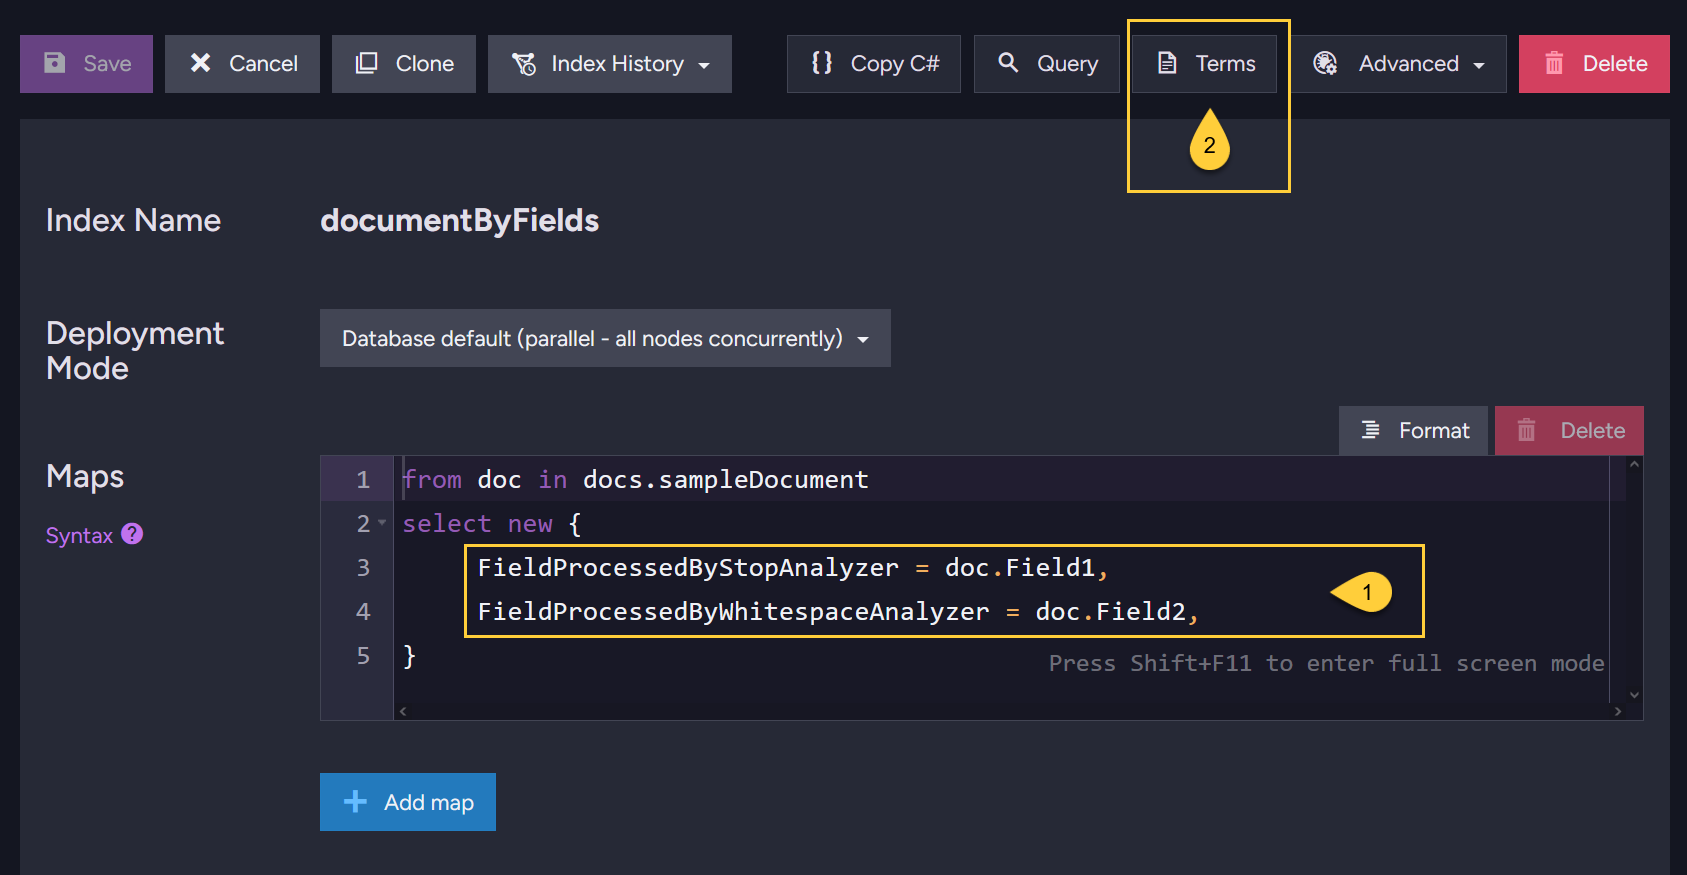 Save Cancel Clone Index History Copy C# Query Terms Advanced Delete
2
Index Name documentByFields
Deployment Mode Database default (parallel - all nodes concurrently)
Format Delete
Maps
Syntax ?
1 from doc in docs.sampleDocument
2 select new {
3 FieldProcessedByStopAnalyzer = doc.Field1,
4 FieldProcessedByWhitespaceAnalyzer = doc.Field2,
1
5 }
Press Shift+F11 to enter full screen mode
Add map